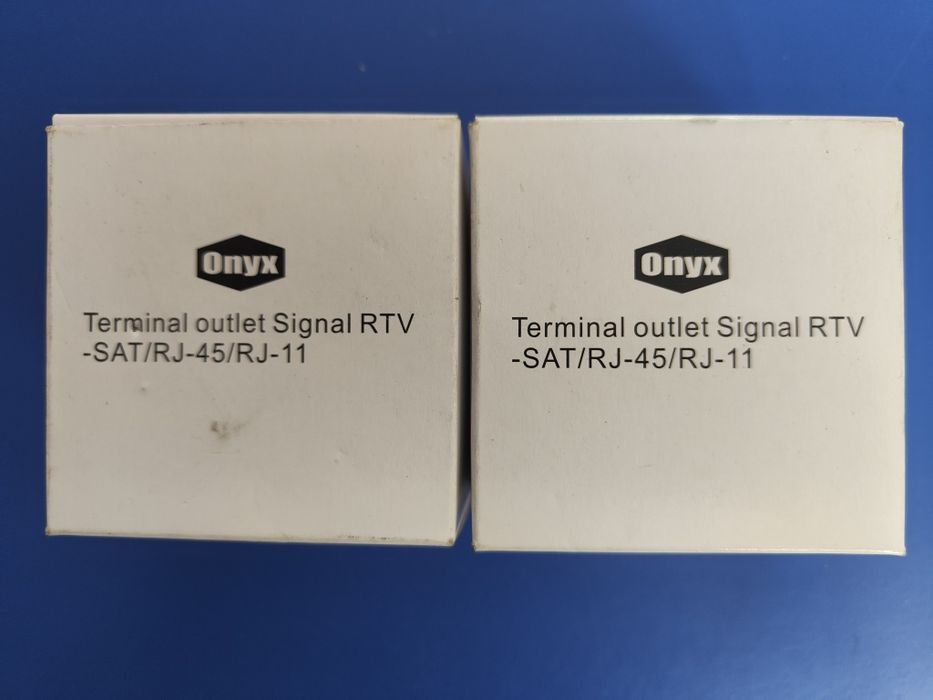 Onyx
Terminal outlet Signal RTV
-SAT/RJ-45/RJ-11
Onyx
Terminal outlet Signal RTV
-SAT/RJ-45/RJ-11